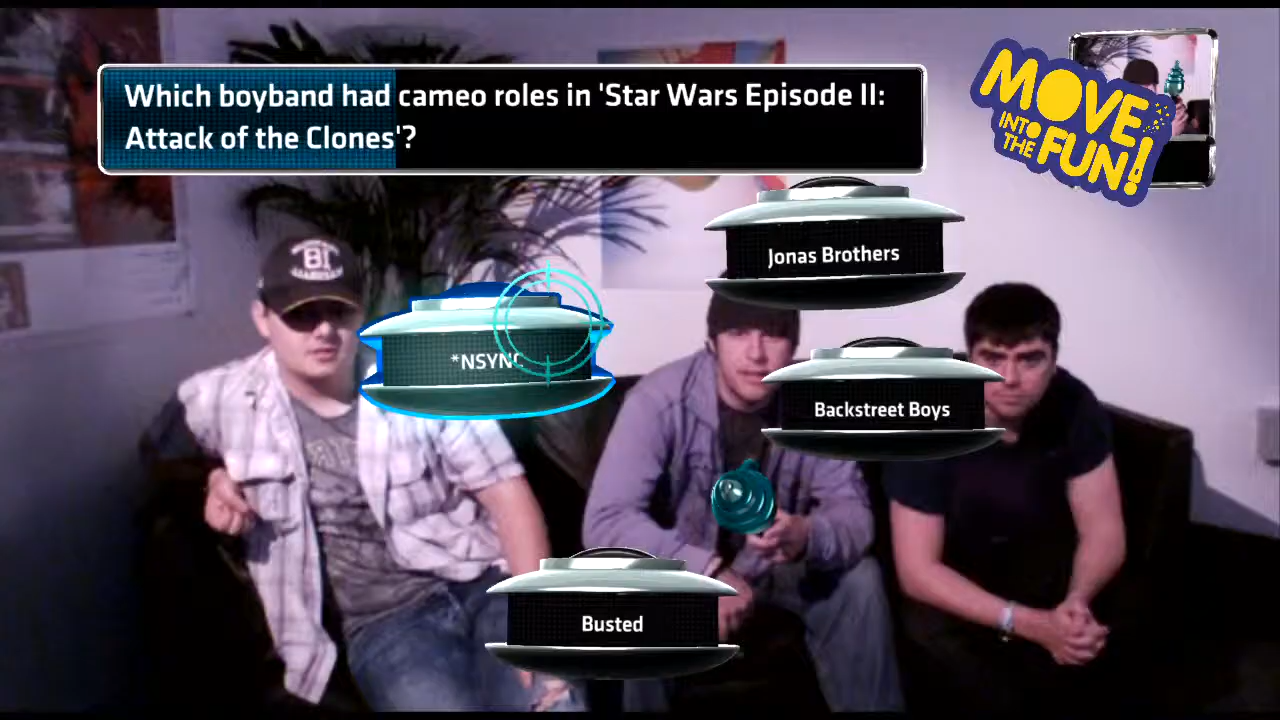 Which boyband had cameo roles in 'Star Wars Episode II:
Attack of the Clones'?
MOVE
INTO
THE FUN!
Jonas Brothers
*NSYNC
Backstreet Boys
Busted